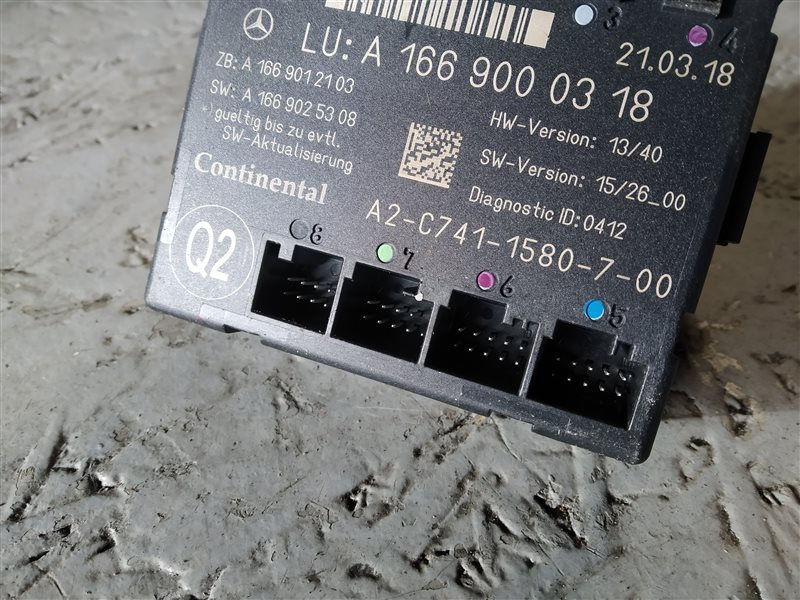 3
4
21.03.18
LU: A 166 900 03 18
ZB: A 166 901 21 03
SW: A 166 902 53 08
*) gueltig bis zu evtl.
SW-Aktualisierung
HW-Version: 13/40
SW-Version: 15/26_00
Diagnostic ID: 0412
Continental
A2-C741-1580-7-00
Q2
8
7
6
5